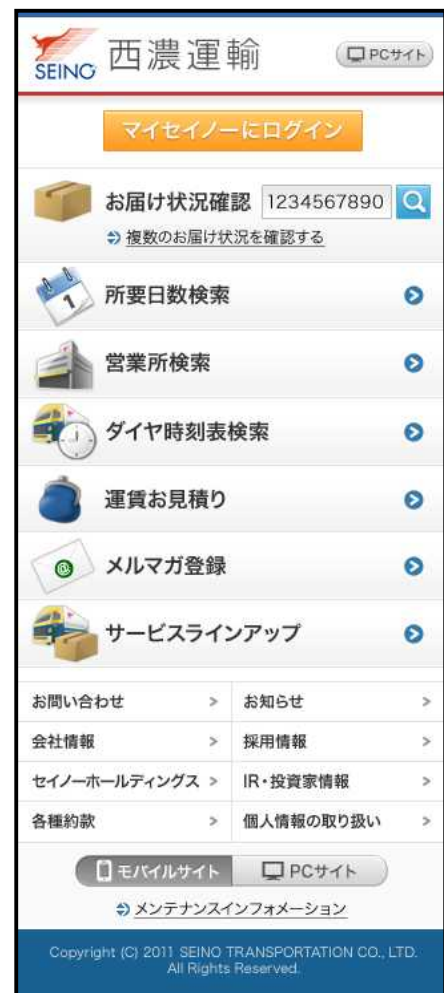 SEINO 西濃運輸 PCサイト
マイセイノーにログイン
お届け状況確認 1234567890
複数のお届け状況を確認する
1 所要日数検索
営業所検索
ダイヤ時刻表検索
運賃お見積り
@ メルマガ登録
サービスラインアップ
お問い合わせ > お知らせ >
会社情報 > 採用情報 >
セイノーホールディングス > IR・投資家情報 >
各種約款 > 個人情報の取り扱い >
モバイルサイト PCサイト
メンテナンスインフォメーション
Copyright (C) 2011 SEINO TRANSPORTATION CO., LTD.
All Rights Reserved.